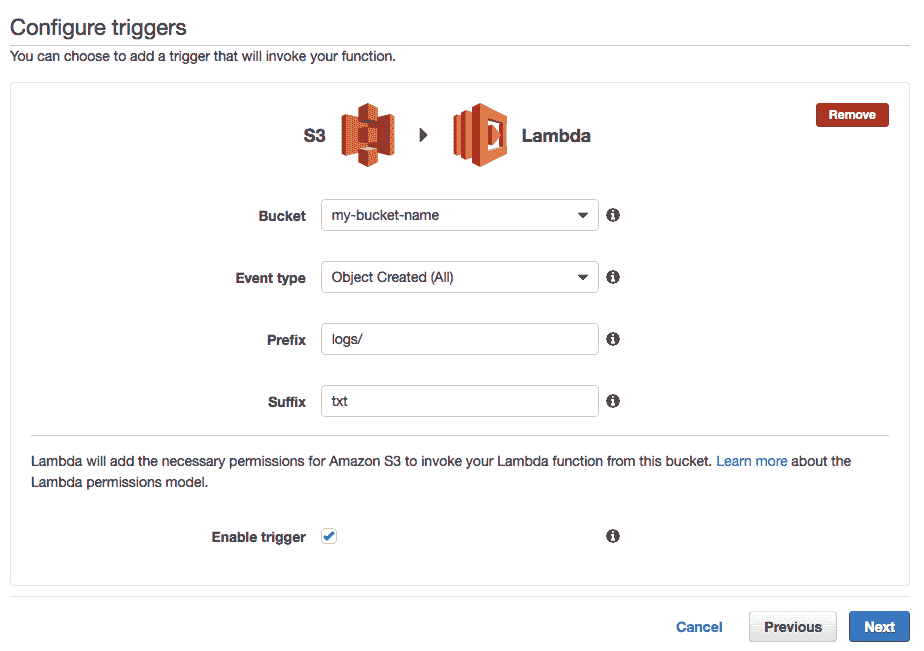 Configure triggers
You can choose to add a trigger that will invoke your function.
S3 Lambda
Remove
Bucket my-bucket-name
Event type Object Created (All)
Prefix logs/
Suffix txt
Lambda will add the necessary permissions for Amazon S3 to invoke your Lambda function from this bucket. Learn more about the
Lambda permissions model.
Enable trigger
Cancel Previous Next